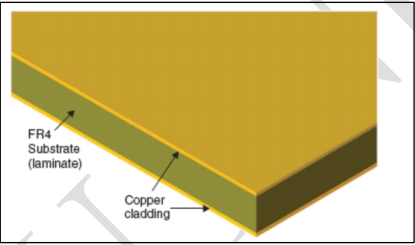 FR4
Substrate
(laminate)
Copper
cladding